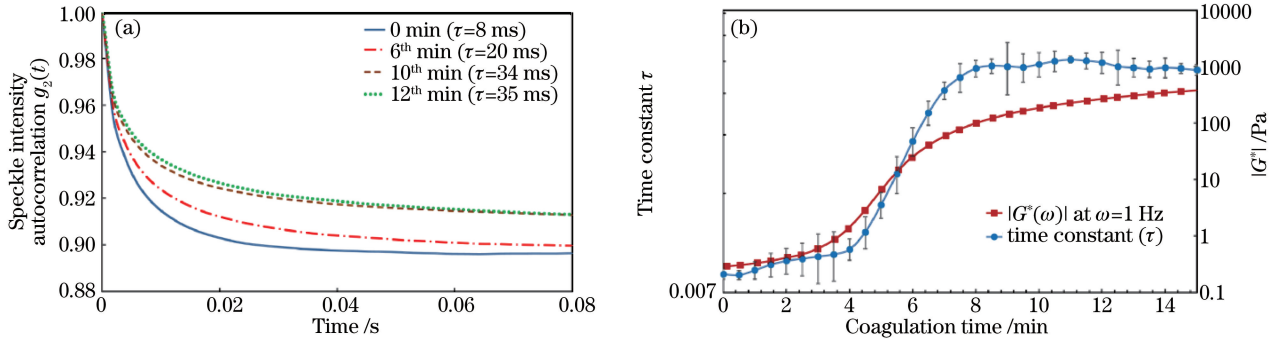 1.00
0.98
0.96
0.94
0.92
0.90
0.88
Speckle intensity
autocorrelation g₂(t)
(a)
0 min (τ=8 ms)
6ᵗʰ min (τ=20 ms)
10ᵗʰ min (τ=34 ms)
12ᵗʰ min (τ=35 ms)
0 0.02 0.04 0.06 0.08
Time /s
(b)
Time constant τ
0.007
10000
1000
100
10
1
0.1
|G*| /Pa
|G*(ω)| at ω=1 Hz
time constant (τ)
0 2 4 6 8 10 12 14
Coagulation time /min